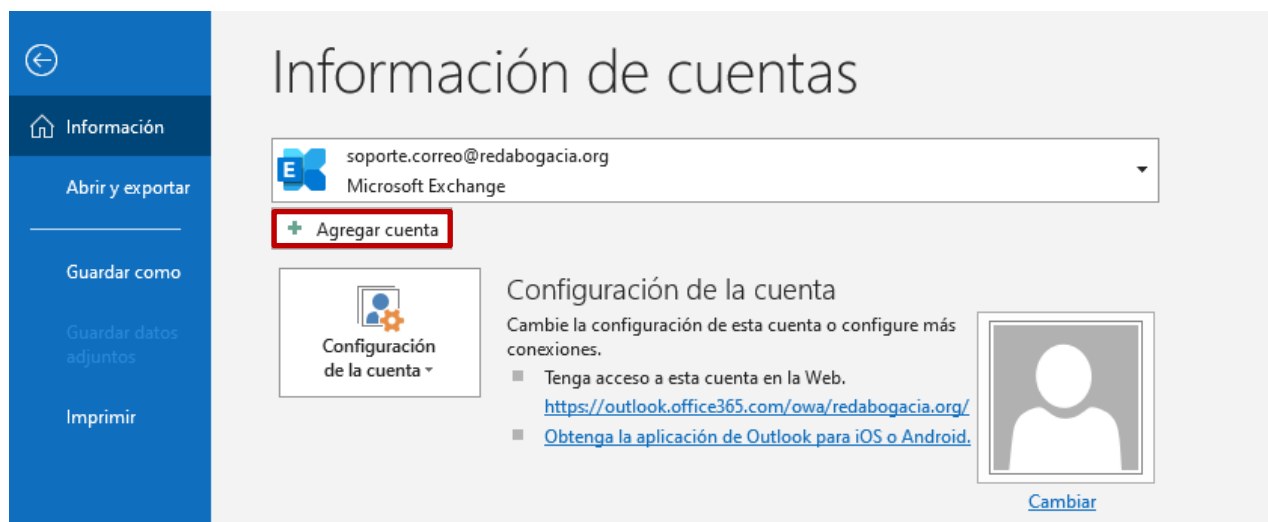 Información de cuentas
Información
Abrir y exportar
Guardar como
Guardar datos
adjuntos
Imprimir
E
soporte.correo@redabogacia.org
Microsoft Exchange
+ Agregar cuenta
Configuración
de la cuenta
Configuración de la cuenta
Cambie la configuración de esta cuenta o configure más
conexiones.
Tenga acceso a esta cuenta en la Web.
https://outlook.office365.com/owa/redabogacia.org/
Obtenga la aplicación de Outlook para iOS o Android.
Cambiar